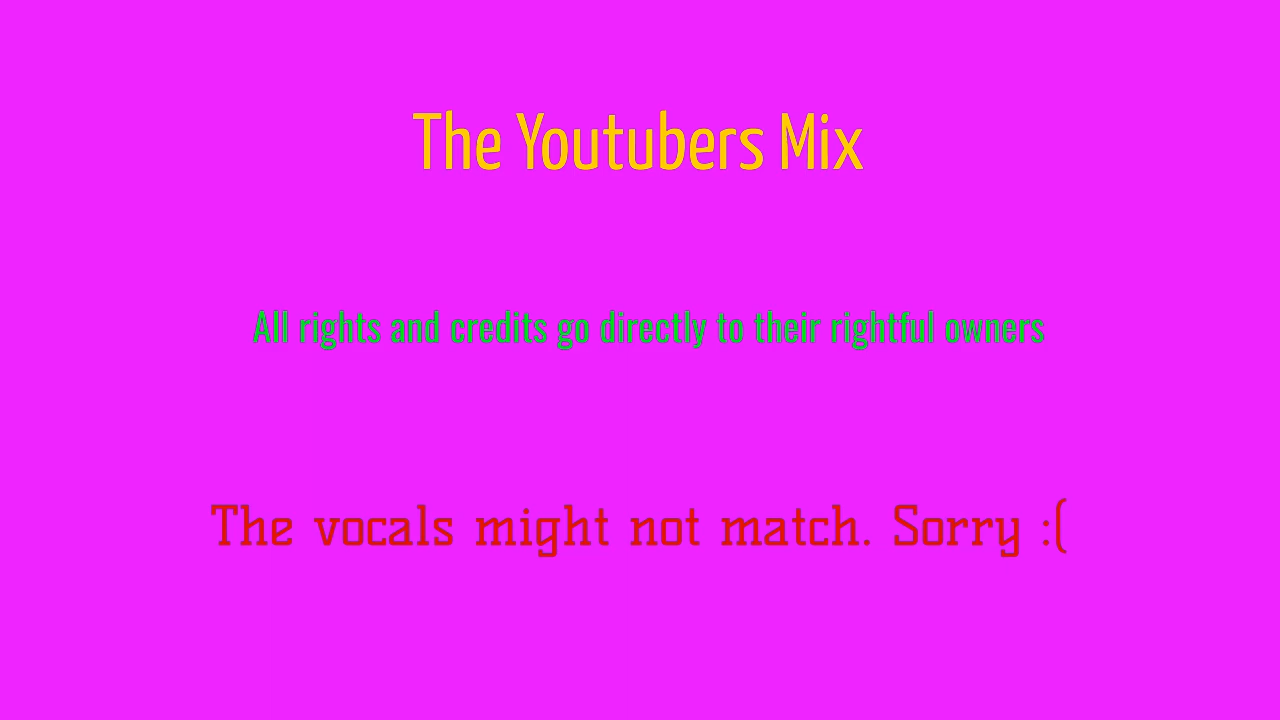 The Youtubers Mix
All rights and credits go directly to their rightful owners
The vocals might not match. Sorry :(